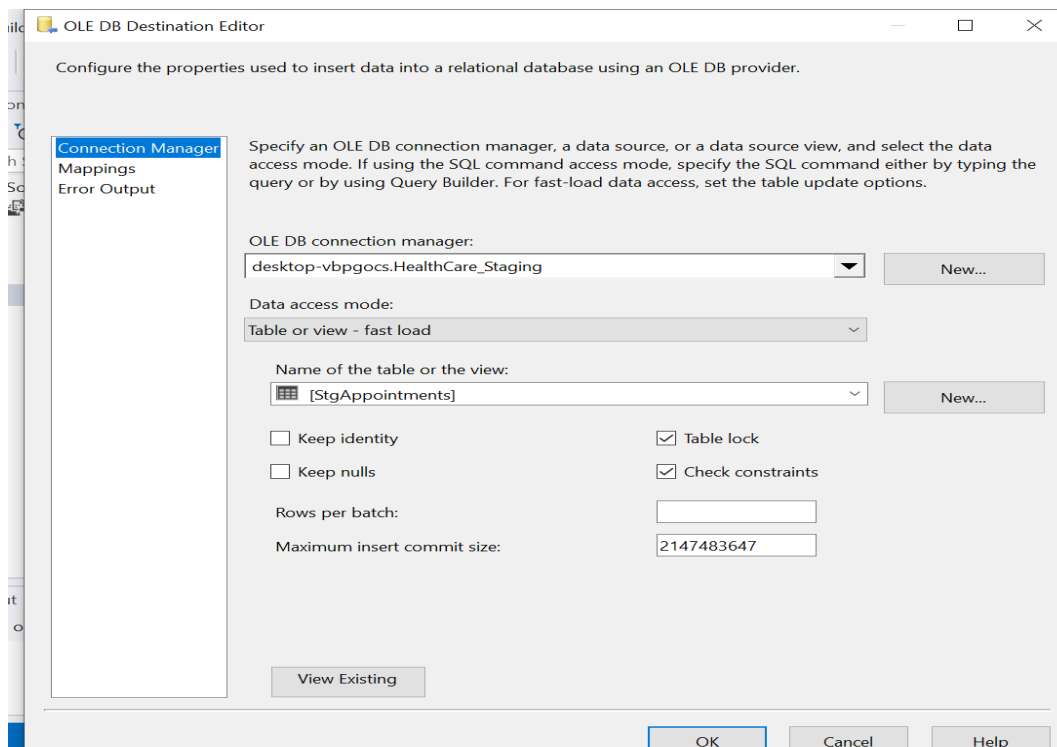 OLE DB Destination Editor
Configure the properties used to insert data into a relational database using an OLE DB provider.
Connection Manager
Mappings
Error Output
Specify an OLE DB connection manager, a data source, or a data source view, and select the data
access mode. If using the SQL command access mode, specify the SQL command either by typing the
query or by using Query Builder. For fast-load data access, set the table update options.
OLE DB connection manager:
desktop-vbpgocs.HealthCare_Staging
New...
Data access mode:
Table or view - fast load
Name of the table or the view:
[StgAppointments]
New...
Keep identity
Table lock
Keep nulls
Check constraints
Rows per batch:
Maximum insert commit size:
2147483647
View Existing
OK
Cancel
Help